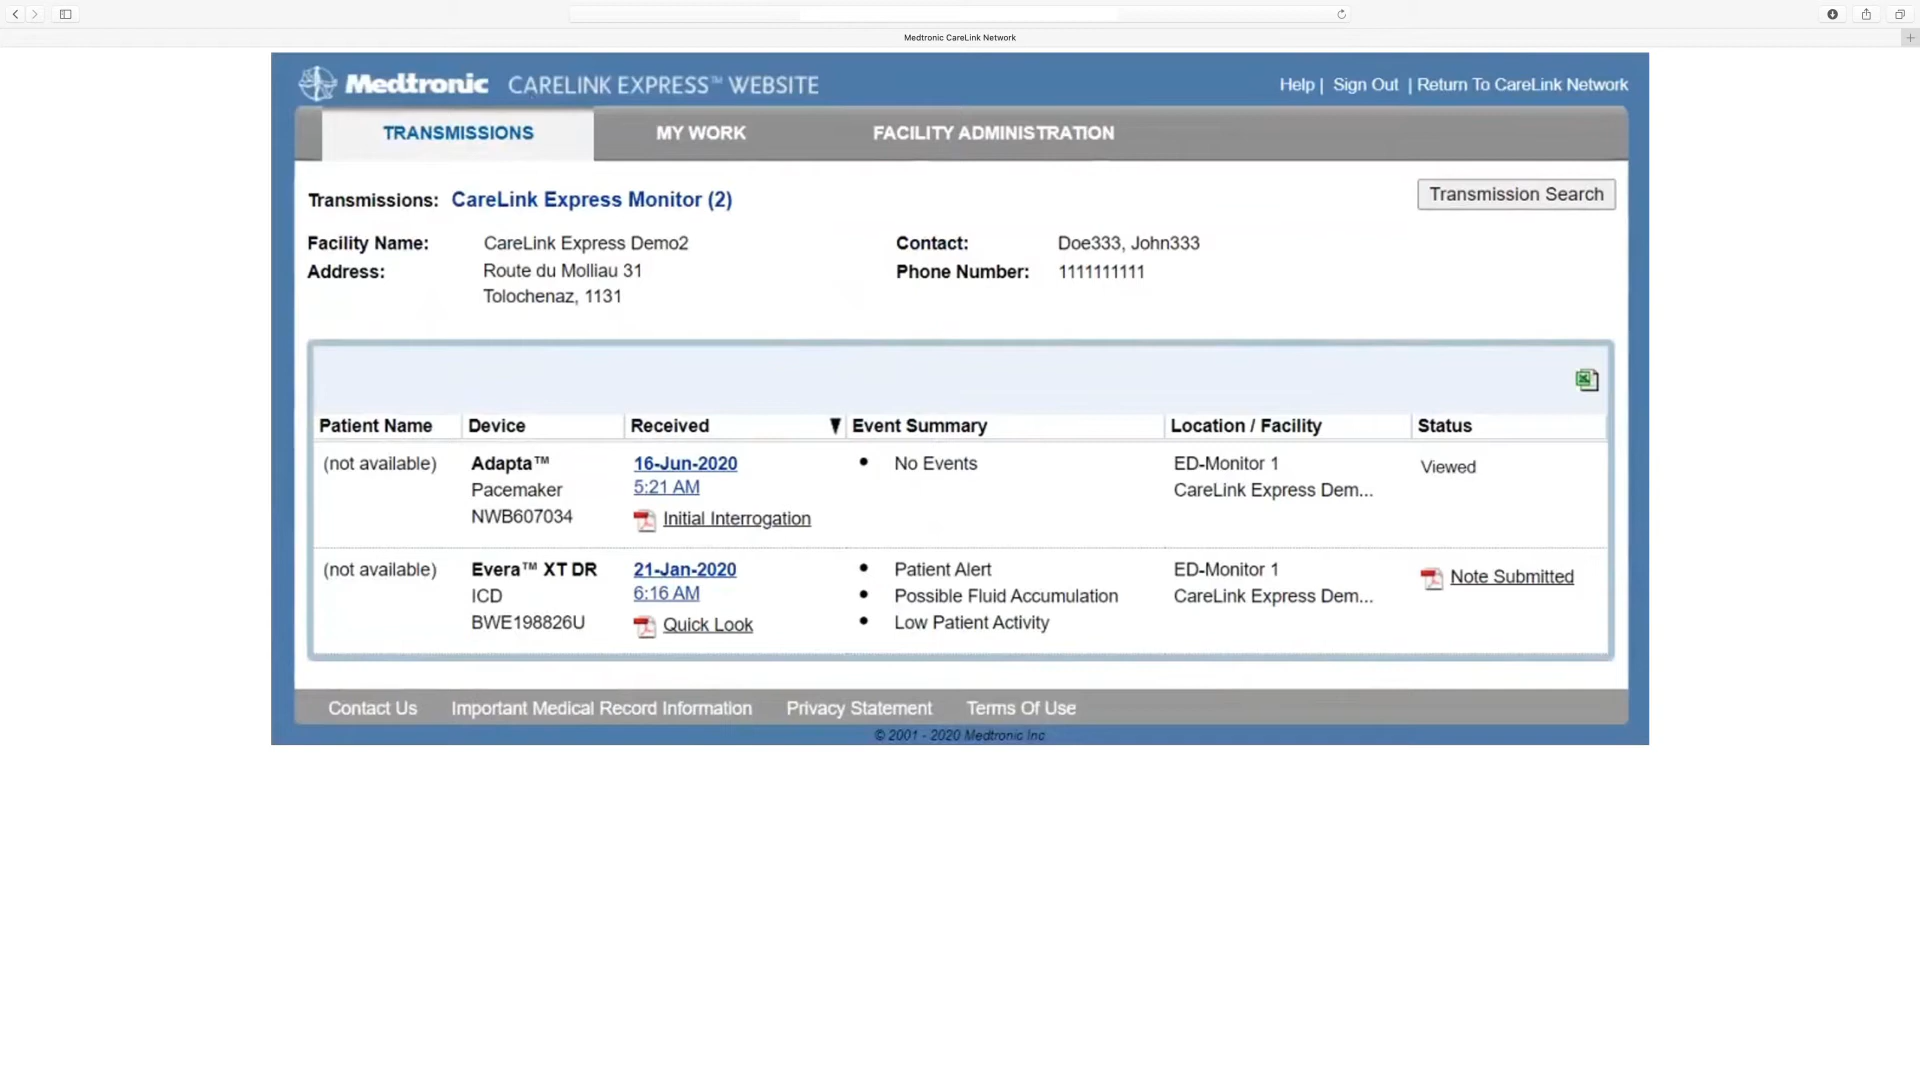 Medtronic CareLink Network
Medtronic CARELINK EXPRESS™ WEBSITE
Help | Sign Out | Return To CareLink Network
TRANSMISSIONS MY WORK FACILITY ADMINISTRATION
Transmissions: CareLink Express Monitor (2)
Transmission Search
Facility Name: CareLink Express Demo2 Contact: Doe333, John333
Address: Route du Molliau 31 Phone Number: 1111111111
Tolochenaz, 1131
Patient Name Device Received ▼ Event Summary Location / Facility Status
(not available) Adapta™ 16-Jun-2020 • No Events ED-Monitor 1 Viewed
Pacemaker 5:21 AM CareLink Express Dem...
NWB607034 Initial Interrogation
(not available) Evera™ XT DR 21-Jan-2020 • Patient Alert ED-Monitor 1 Note Submitted
ICD 6:16 AM • Possible Fluid Accumulation CareLink Express Dem...
BWE198826U Quick Look • Low Patient Activity
Contact Us Important Medical Record Information Privacy Statement Terms Of Use
© 2001 - 2020 Medtronic Inc